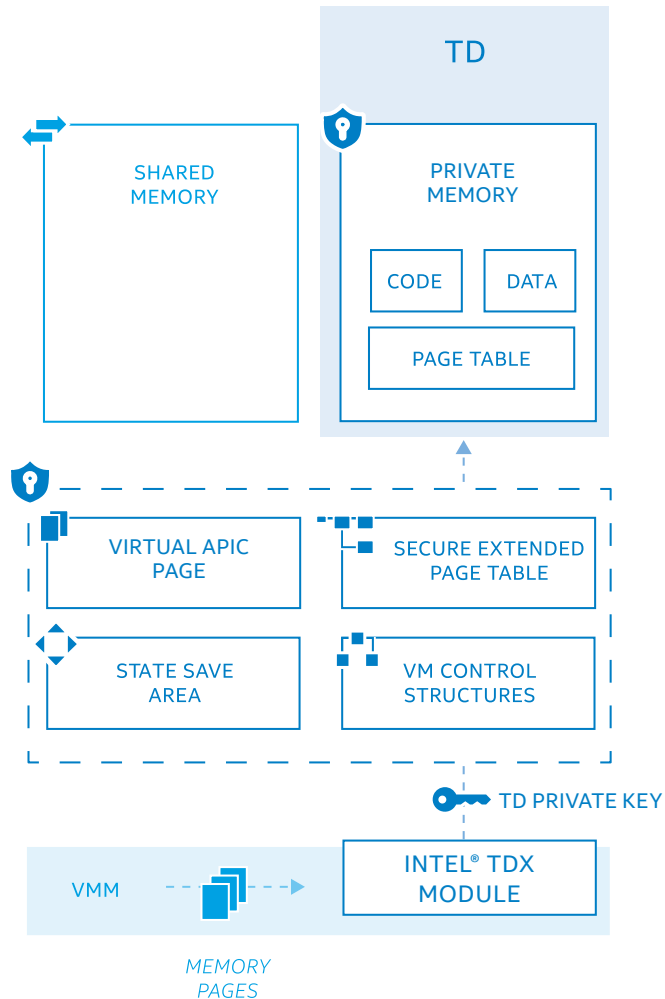 TD
SHARED
MEMORY
PRIVATE
MEMORY
CODE
DATA
PAGE TABLE
VIRTUAL APIC
PAGE
SECURE EXTENDED
PAGE TABLE
STATE SAVE
AREA
VM CONTROL
STRUCTURES
TD PRIVATE KEY
VMM
INTEL® TDX
MODULE
MEMORY
PAGES